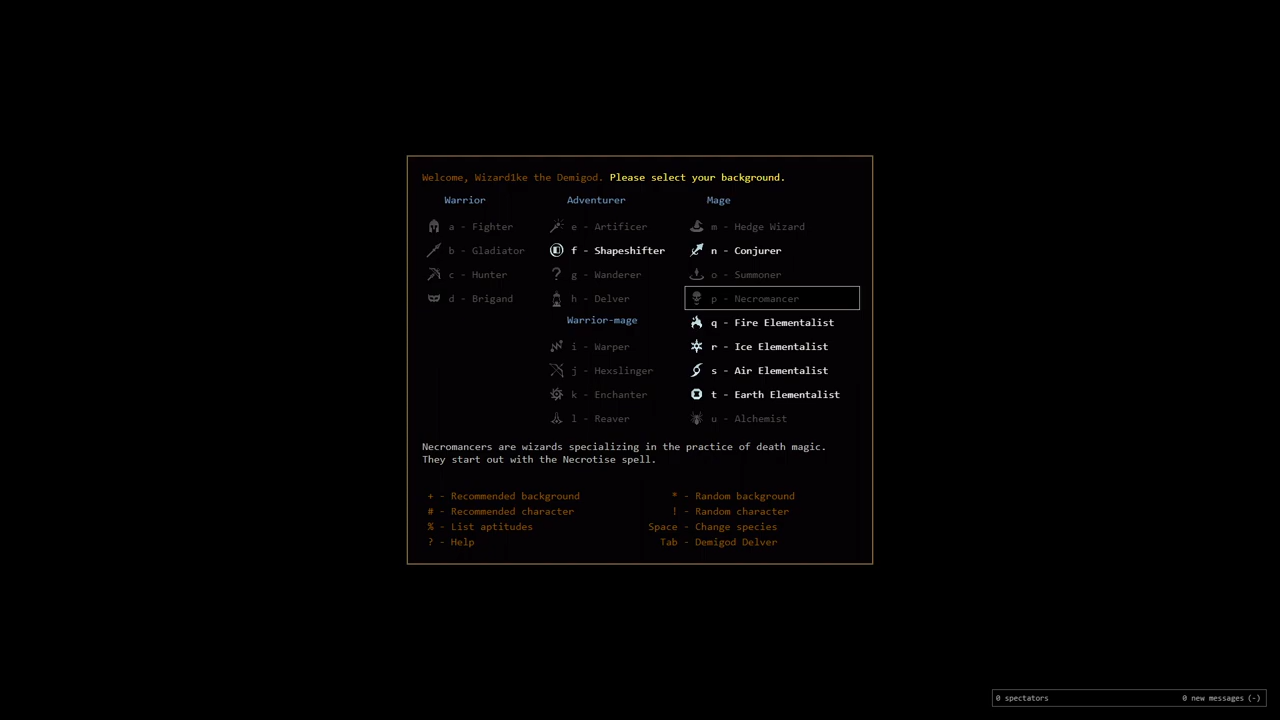 Welcome, Wizard1ke the Demigod. Please select your background.
Warrior
a - Fighter
b - Gladiator
c - Hunter
d - Brigand
Adventurer
e - Artificer
f - Shapeshifter
g - Wanderer
h - Delver
Warrior-mage
i - Warper
j - Hexslinger
k - Enchanter
l - Reaver
Mage
m - Hedge Wizard
n - Conjurer
o - Summoner
p - Necromancer
q - Fire Elementalist
r - Ice Elementalist
s - Air Elementalist
t - Earth Elementalist
u - Alchemist
Necromancers are wizards specializing in the practice of death magic.
They start out with the Necrotise spell.
+ - Recommended background
# - Recommended character
% - List aptitudes
? - Help
* - Random background
! - Random character
Space - Change species
Tab - Demigod Delver
0 spectators
0 new messages (-)